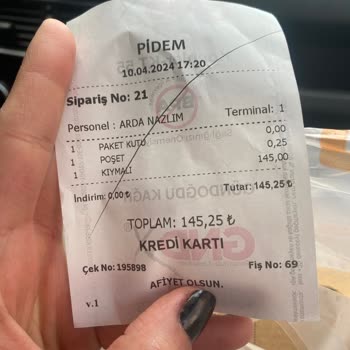 PİDEM
10.04.2024 17:20
Sipariş No: 21
Personel : ARDA NAZLIM Terminal: 1
1 PAKET KUTU 0,00
1 POŞET 0,25
1 KIYMALI 145,00
İndirim: 0,00 ₺ Tutar: 145,25 ₺
TOPLAM: 145,25 ₺
KREDİ KARTI
Çek No: 195898 Fiş No: 69
AFİYET OLSUN.
v.1